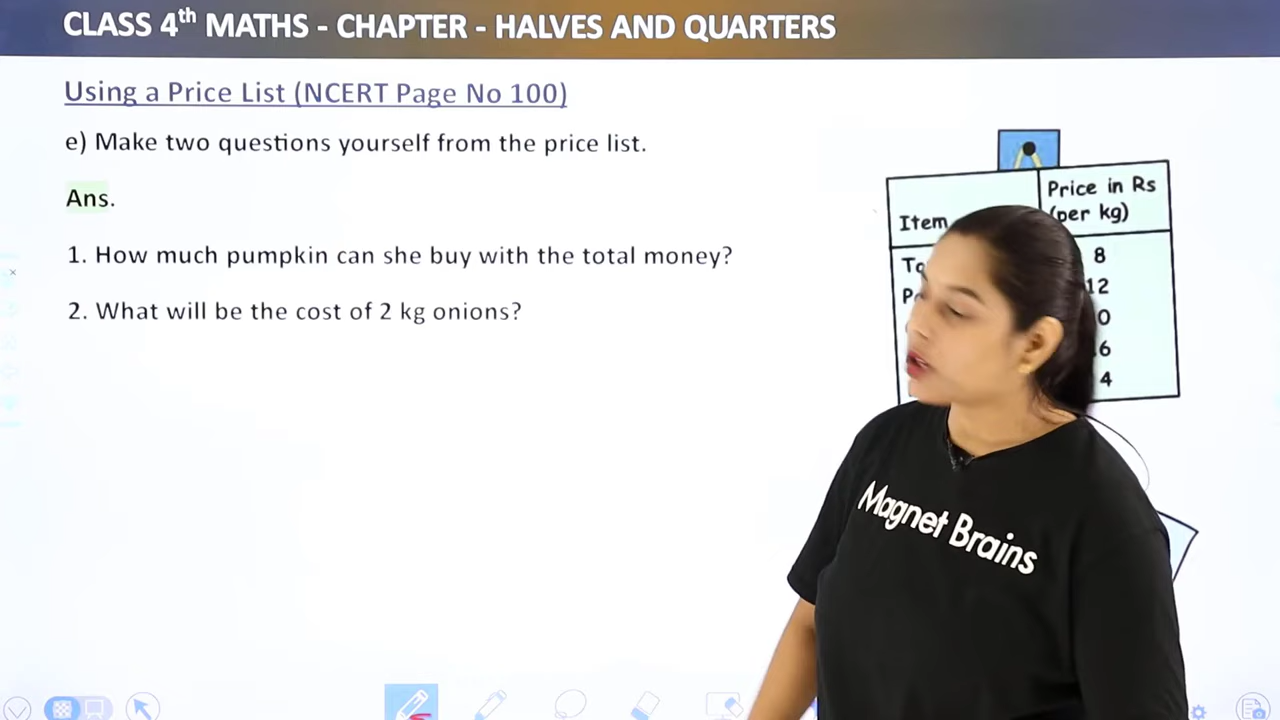 CLASS 4th MATHS - CHAPTER - HALVES AND QUARTERS
Using a Price List (NCERT Page No 100)
e) Make two questions yourself from the price list.
Ans.
1. How much pumpkin can she buy with the total money?
2. What will be the cost of 2 kg onions?
Item
Price in Rs
(per kg)
8
12
0
6
4
Magnet Brains